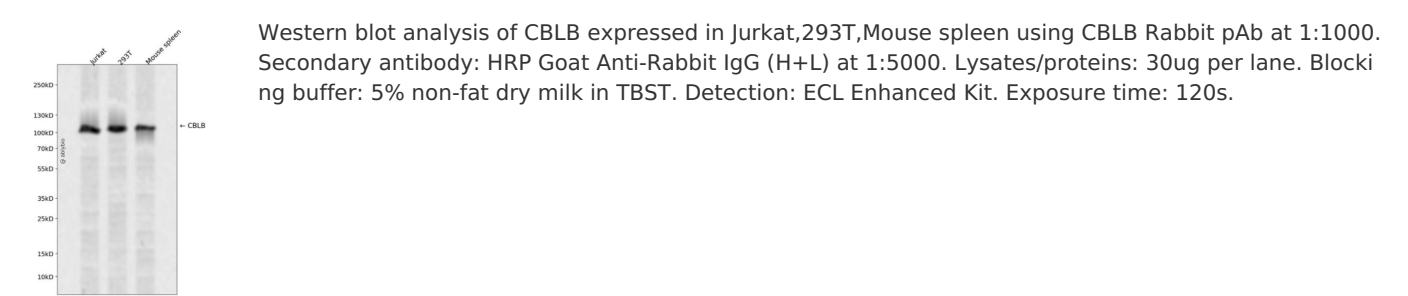 Jurkat
293T
Mouse spleen
250kD
130kD
100kD
70kD
55kD
35kD
25kD
15kD
10kD
← CBLB
@ abiybio
Western blot analysis of CBLB expressed in Jurkat,293T,Mouse spleen using CBLB Rabbit pAb at 1:1000.
Secondary antibody: HRP Goat Anti-Rabbit IgG (H+L) at 1:5000. Lysates/proteins: 30ug per lane. Blocki
ng buffer: 5% non-fat dry milk in TBST. Detection: ECL Enhanced Kit. Exposure time: 120s.